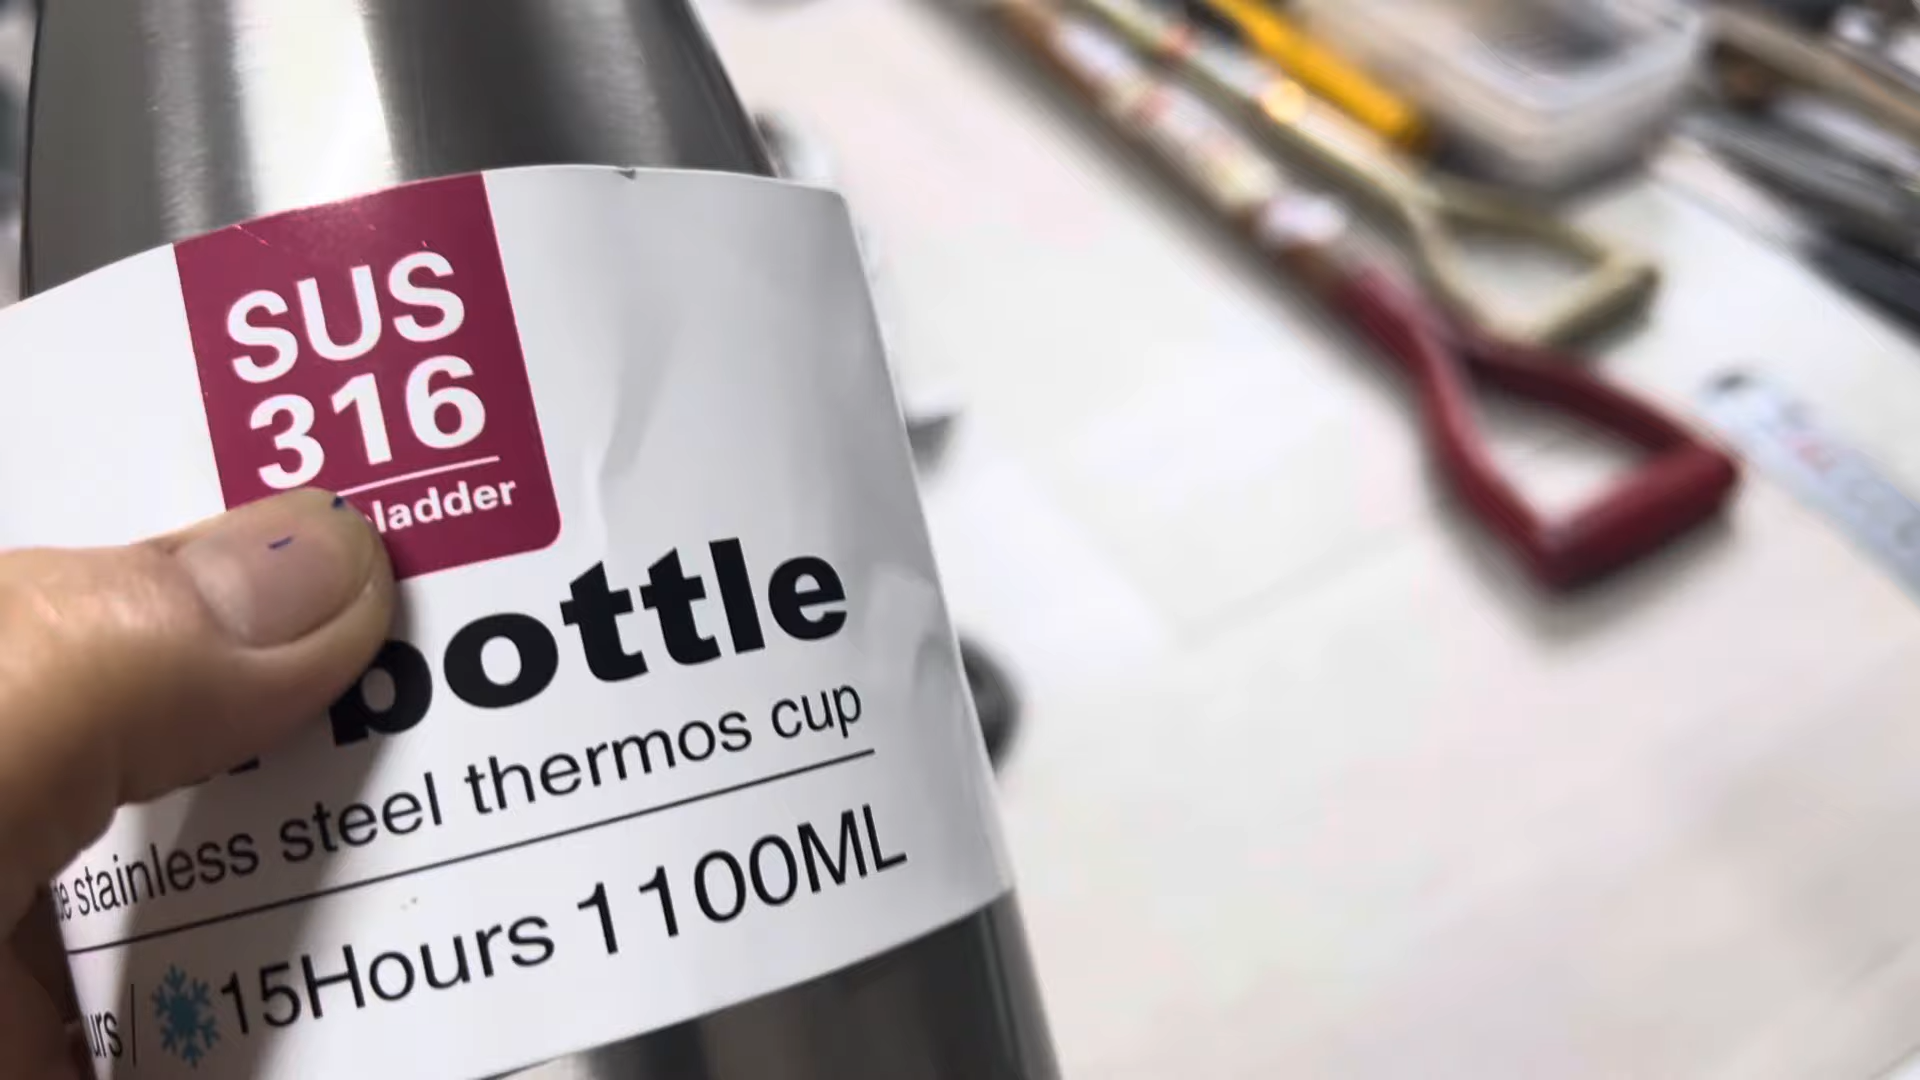 SUS
316
ladder
bottle
stainless steel thermos cup
15Hours 1100ML